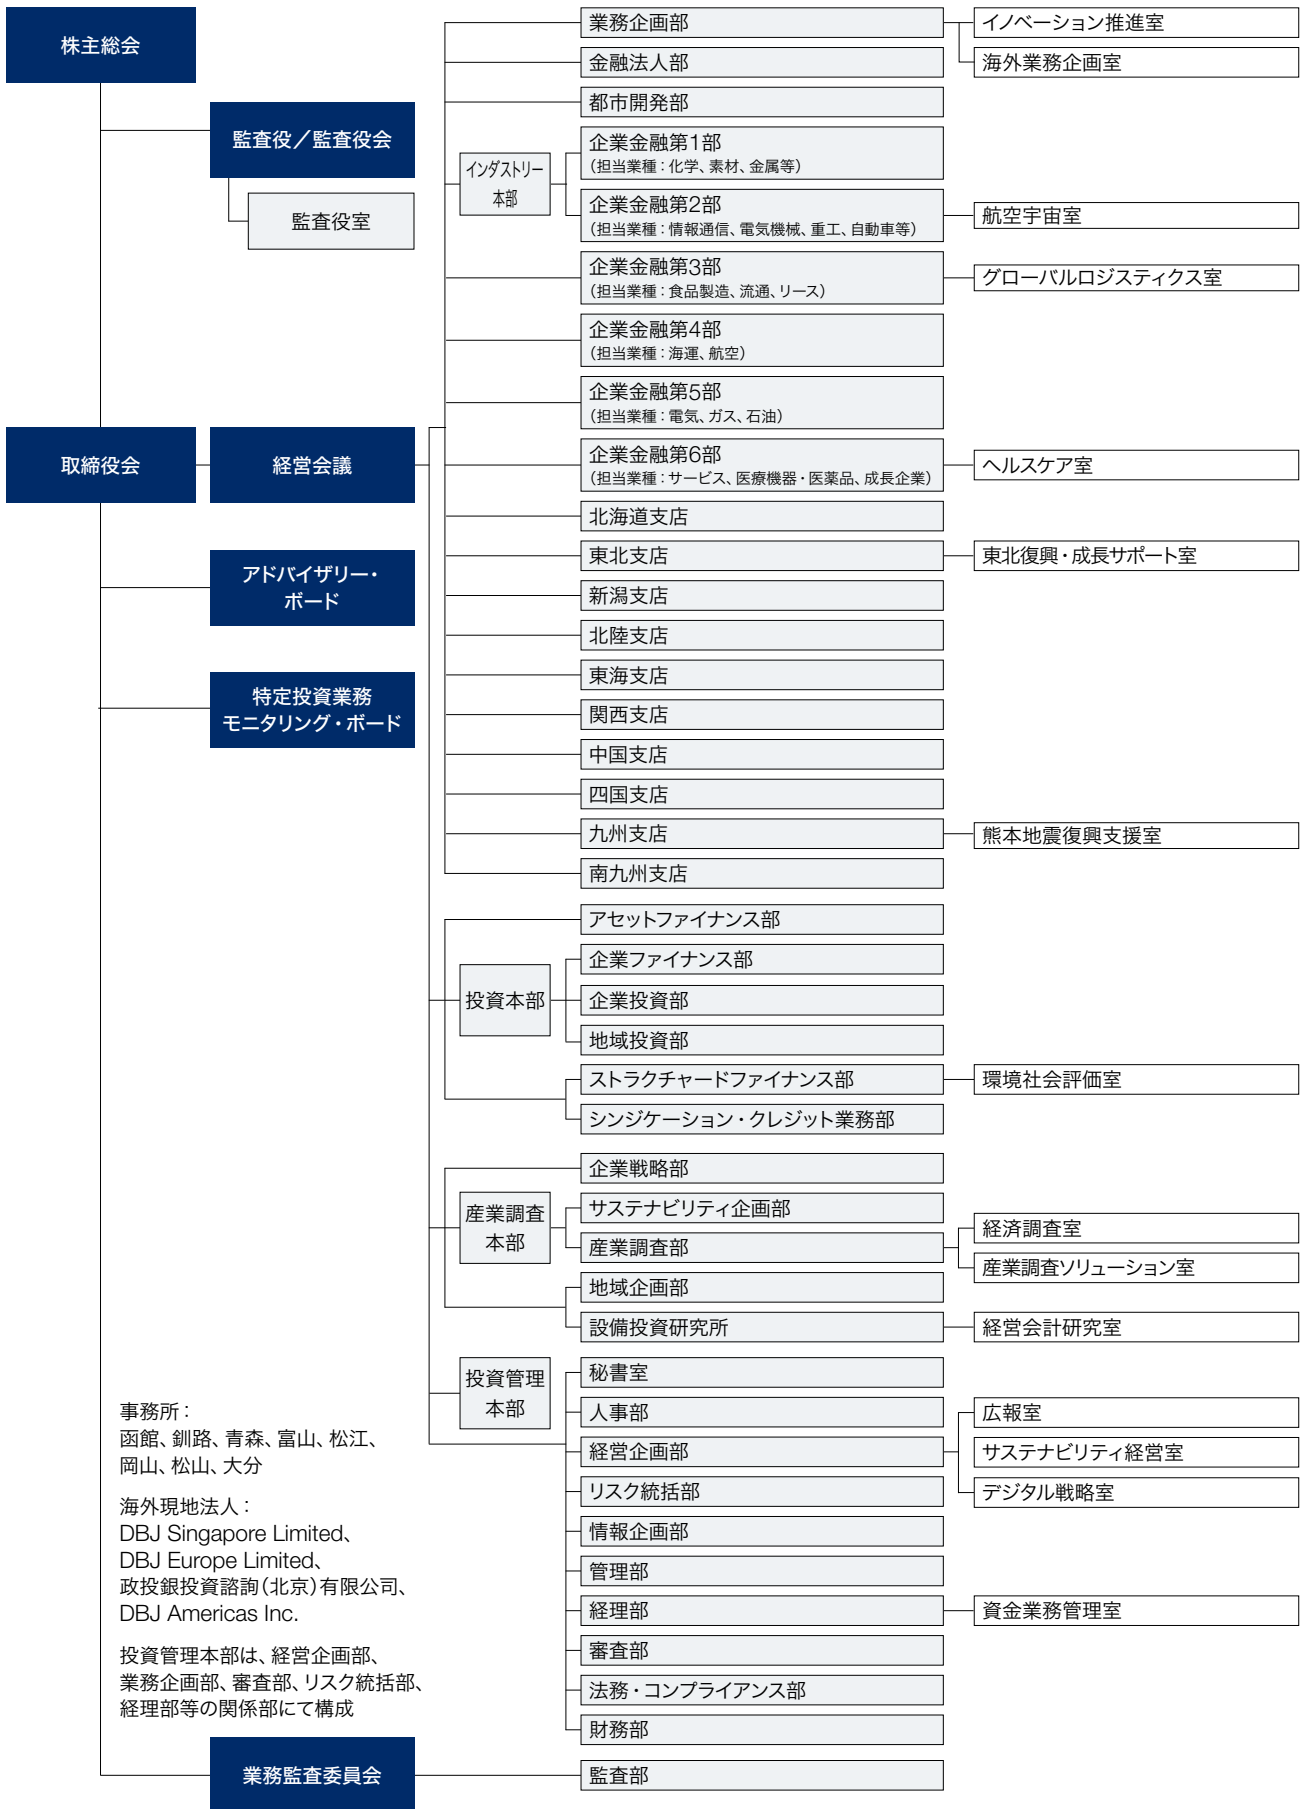 株主総会
監査役／監査役会
監査役室
取締役会
経営会議
アドバイザリー・
ボード
特定投資業務
モニタリング・ボード
業務企画部
イノベーション推進室
海外業務企画室
金融法人部
都市開発部
インダストリー
本部
企業金融第1部
（担当業種：化学、素材、金属等）
企業金融第2部
（担当業種：情報通信、電気機械、重工、自動車等）
航空宇宙室
企業金融第3部
（担当業種：食品製造、流通、リース）
グローバルロジスティクス室
企業金融第4部
（担当業種：海運、航空）
企業金融第5部
（担当業種：電気、ガス、石油）
企業金融第6部
（担当業種：サービス、医療機器・医薬品、成長企業）
ヘルスケア室
北海道支店
東北支店
東北復興・成長サポート室
新潟支店
北陸支店
東海支店
関西支店
中国支店
四国支店
九州支店
熊本地震復興支援室
南九州支店
アセットファイナンス部
投資本部
企業ファイナンス部
企業投資部
地域投資部
ストラクチャードファイナンス部
環境社会評価室
シンジケーション・クレジット業務部
企業戦略部
産業調査
本部
サステナビリティ企画部
産業調査部
経済調査室
産業調査ソリューション室
地域企画部
設備投資研究所
経営会計研究室
投資管理
本部
秘書室
人事部
経営企画部
広報室
サステナビリティ経営室
デジタル戦略室
リスク統括部
情報企画部
管理部
経理部
資金業務管理室
審査部
法務・コンプライアンス部
財務部
事務所：
函館、釧路、青森、富山、松江、
岡山、松山、大分
海外現地法人：
DBJ Singapore Limited、
DBJ Europe Limited、
政投銀投資諮詢（北京）有限公司、
DBJ Americas Inc.
投資管理本部は、経営企画部、
業務企画部、審査部、リスク統括部、
経理部等の関係部にて構成
業務監査委員会
監査部